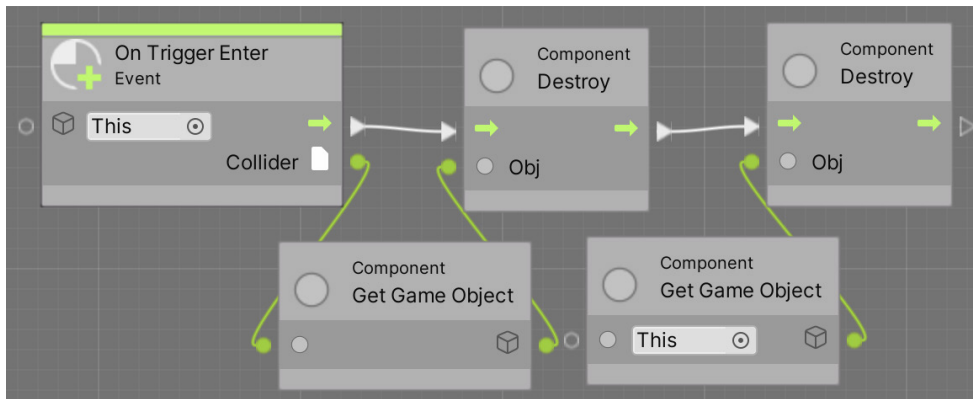 On Trigger Enter
Event
This
Collider
Component
Destroy
Obj
Component
Destroy
Obj
Component
Get Game Object
Component
Get Game Object
This